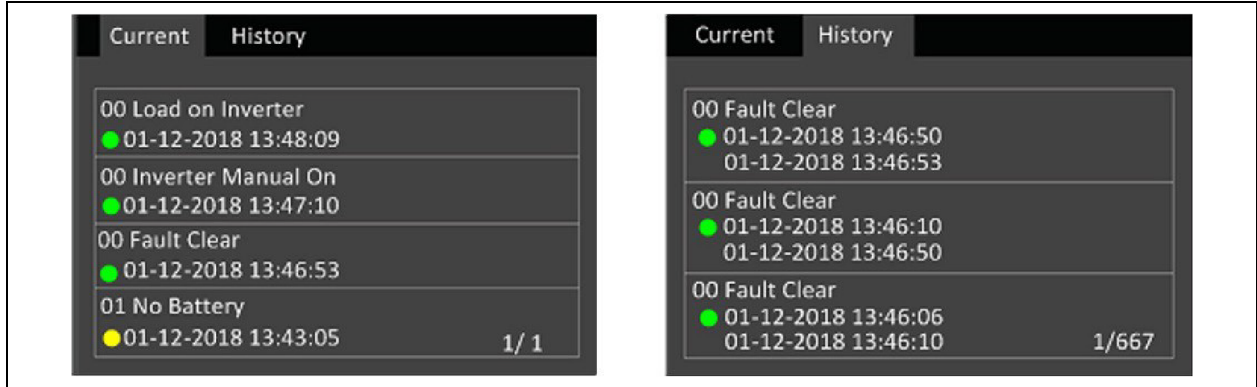 Current History
00 Load on Inverter
01-12-2018 13:48:09
00 Inverter Manual On
01-12-2018 13:47:10
00 Fault Clear
01-12-2018 13:46:53
01 No Battery
01-12-2018 13:43:05
1/ 1
Current History
00 Fault Clear
01-12-2018 13:46:50
01-12-2018 13:46:53
00 Fault Clear
01-12-2018 13:46:10
01-12-2018 13:46:50
00 Fault Clear
01-12-2018 13:46:06
01-12-2018 13:46:10
1/667